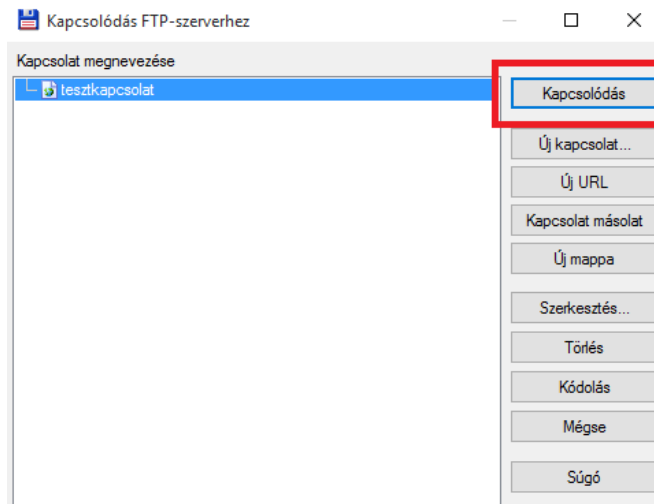 Kapcsolódás FTP-szerverhez
Kapcsolat megnevezése
tesztkapcsolat
Kapcsolódás
Új kapcsolat...
Új URL
Kapcsolat másolat
Új mappa
Szerkesztés...
Törlés
Kódolás
Mégse
Súgó